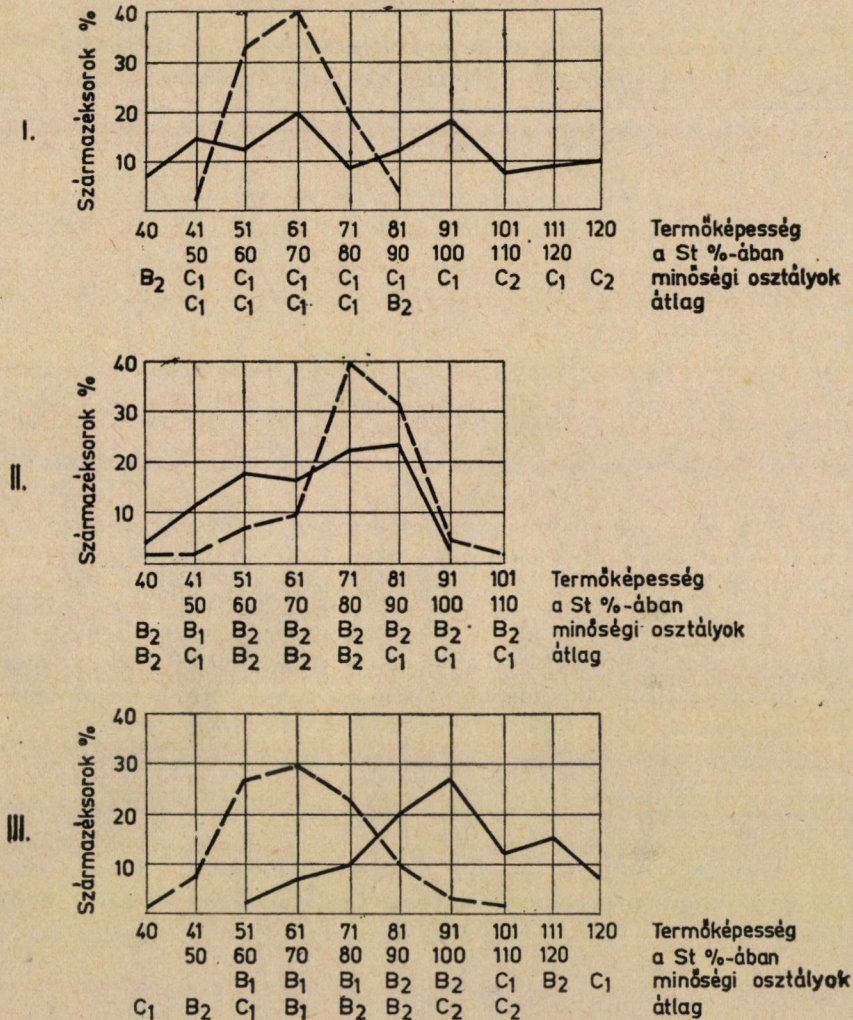 I.
Származéksorok %
40
30
20
10
40 41 51 61 71 81 91 101 111 120 Termőképesség
50 60 70 80 90 100 110 120 a St %-ában
B₂ C₁ C₁ C₁ C₁ C₁ C₁ C₂ C₁ C₂ minőségi osztályok
C₁ C₁ C₁ C₁ B₂ átlag
II.
Származéksorok %
40
30
20
10
40 41 51 61 71 81 91 101 Termőképesség
50 60 70 80 90 100 110 a St %-ában
B₂ B₁ B₂ B₂ B₂ B₂ B₂ B₂ minőségi osztályok
B₂ C₁ B₂ B₂ B₂ C₁ C₁ C₁ átlag
III.
Származéksorok %
40
30
20
10
40 41 51 61 71 81 91 101 111 120 Termőképesség
50 60 70 80 90 100 110 120 a St %-ában
B₁ B₁ B₁ B₂ B₂ C₁ B₂ C₁ minőségi osztályok
C₁ B₂ C₁ B₁ B₂ B₂ C₂ C₂ átlag